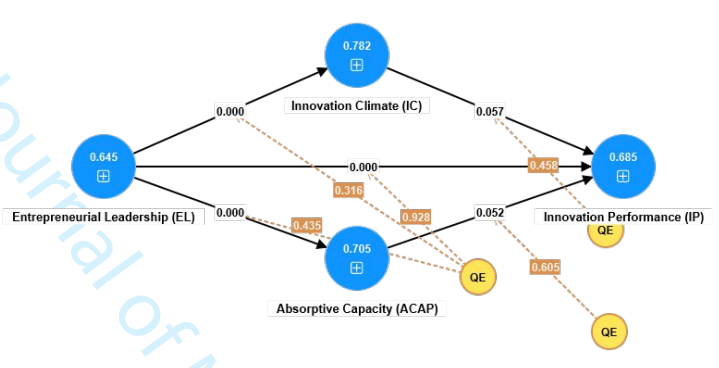 0.782
Innovation Climate (IC)
0.000
0.057
0.645
0.000
0.458
0.685
0.316
Entrepreneurial Leadership (EL)
0.000
0.435
0.928
0.052
Innovation Performance (IP)
QE
0.705
0.605
QE
Absorptive Capacity (ACAP)
QE
Journal of